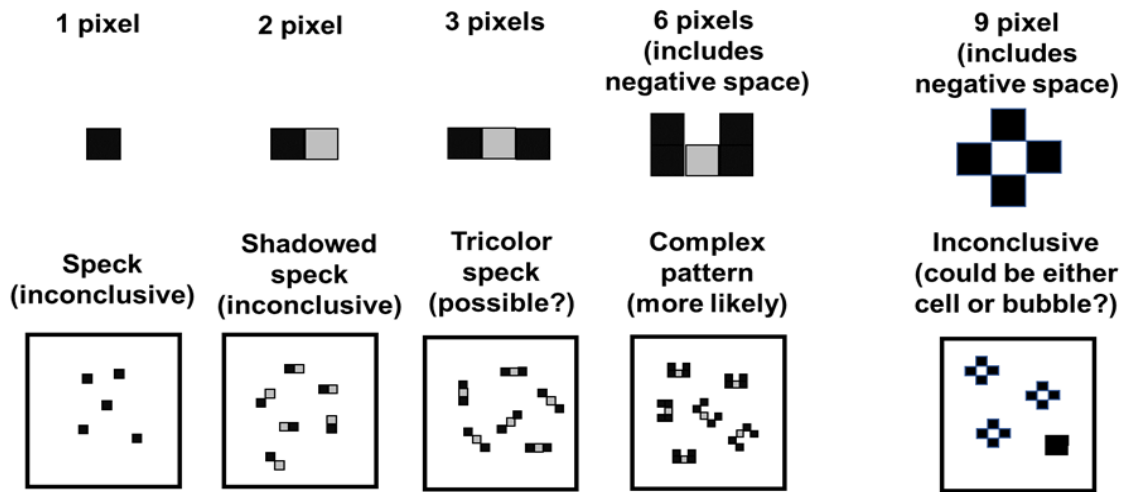 1 pixel
2 pixel
3 pixels
6 pixels
(includes
negative space)
9 pixel
(includes
negative space)
Speck
(inconclusive)
Shadowed
speck
(inconclusive)
Tricolor
speck
(possible?)
Complex
pattern
(more likely)
Inconclusive
(could be either
cell or bubble?)